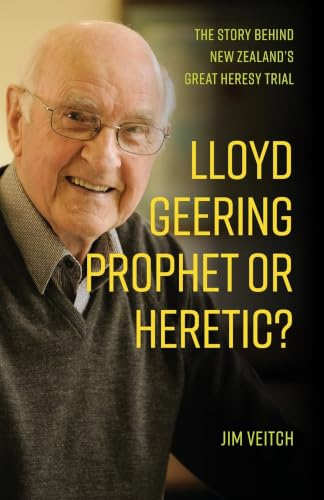 THE STORY BEHIND
NEW ZEALAND'S
GREAT HERESY TRIAL
LLOYD
GEERING
PROPHET OR
HERETIC?
JIM VEITCH